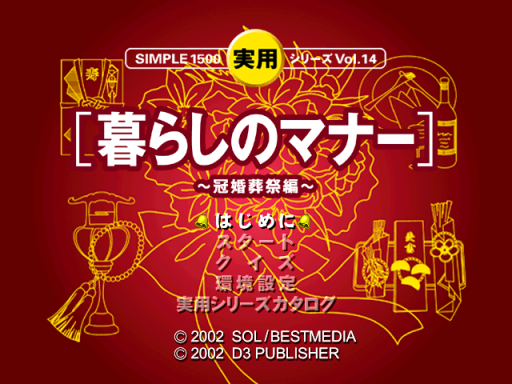 SIMPLE 1500 実用 シリーズ Vol.14
[暮らしのマナー]
～冠婚葬祭編～
はじめに
スタート
クイズ
環境設定
実用シリーズカタログ
© 2002 SOL/BESTMEDIA
© 2002 D3 PUBLISHER